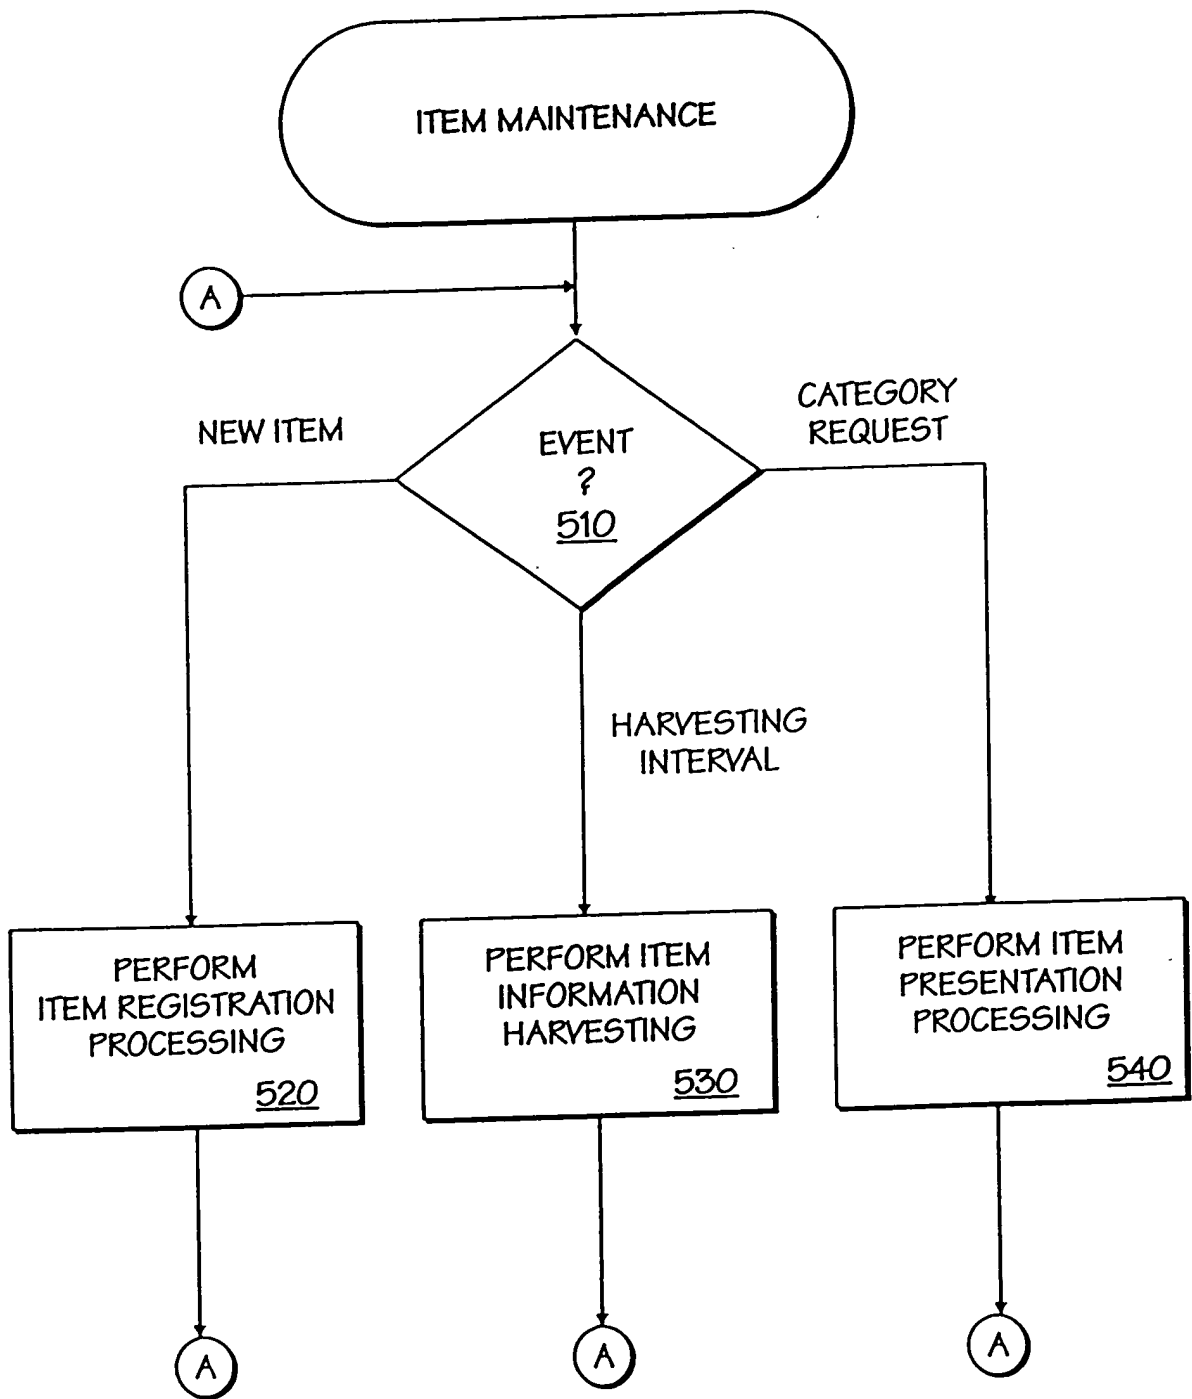 ITEM MAINTENANCE
A
NEW ITEM
EVENT
?
510
CATEGORY
REQUEST
HARVESTING
INTERVAL
PERFORM
ITEM REGISTRATION
PROCESSING
520
PERFORM ITEM
INFORMATION
HARVESTING
530
PERFORM ITEM
PRESENTATION
PROCESSING
540
A
A
A